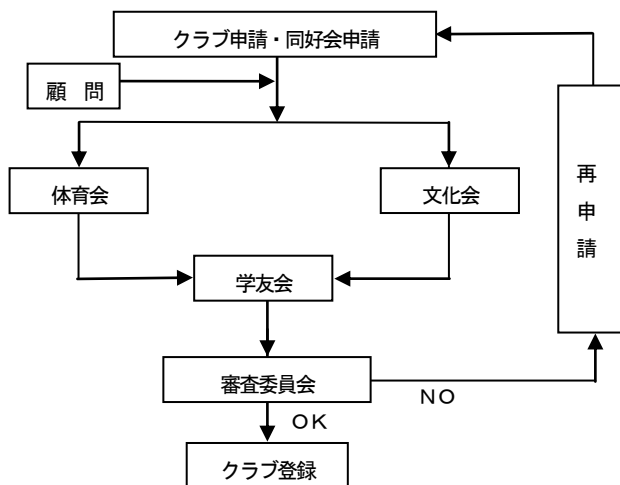 クラブ申請・同好会申請
顧　問
体育会
文化会
再申請
学友会
審査委員会
NO
OK
クラブ登録